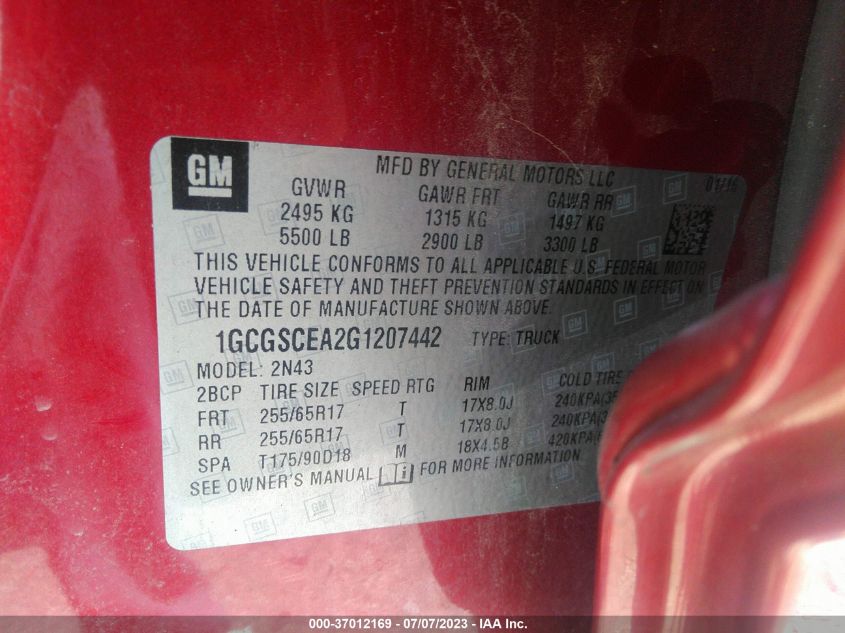 GM
MFD BY GENERAL MOTORS LLC 01/16
GVWR GAWR FRT GAWR RR
2495 KG 1315 KG 1497 KG
5500 LB 2900 LB 3300 LB
THIS VEHICLE CONFORMS TO ALL APPLICABLE U.S. FEDERAL MOTOR
VEHICLE SAFETY AND THEFT PREVENTION STANDARDS IN EFFECT ON
THE DATE OF MANUFACTURE SHOWN ABOVE.
1GCGSCEA2G1207442 TYPE: TRUCK
MODEL: 2N43
2BCP TIRE SIZE SPEED RTG RIM COLD TIRE
FRT 255/65R17 T 17X8.0J 240KPA(35
RR 255/65R17 T 17X8.0J 240KPA(3
SPA T175/90D18 M 18X4.5B 420KPA(
SEE OWNER'S MANUAL FOR MORE INFORMATION
000-37012169 - 07/07/2023 - IAA Inc.